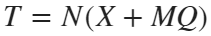 T = N(X + MQ)